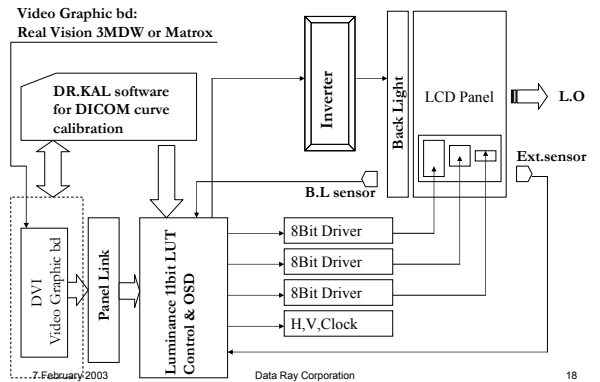 Video Graphic bd:
Real Vision 3MDW or Matrox
DR.KAL software
for DICOM curve
calibration
Inverter
Back Light
LCD Panel
L.O
Ext.sensor
B.L sensor
DVI
Video Graphic bd
Panel Link
Luminance 11bit LUT
Control & OSD
8Bit Driver
8Bit Driver
8Bit Driver
H,V,Clock
7 February 2003
Data Ray Corporation
18